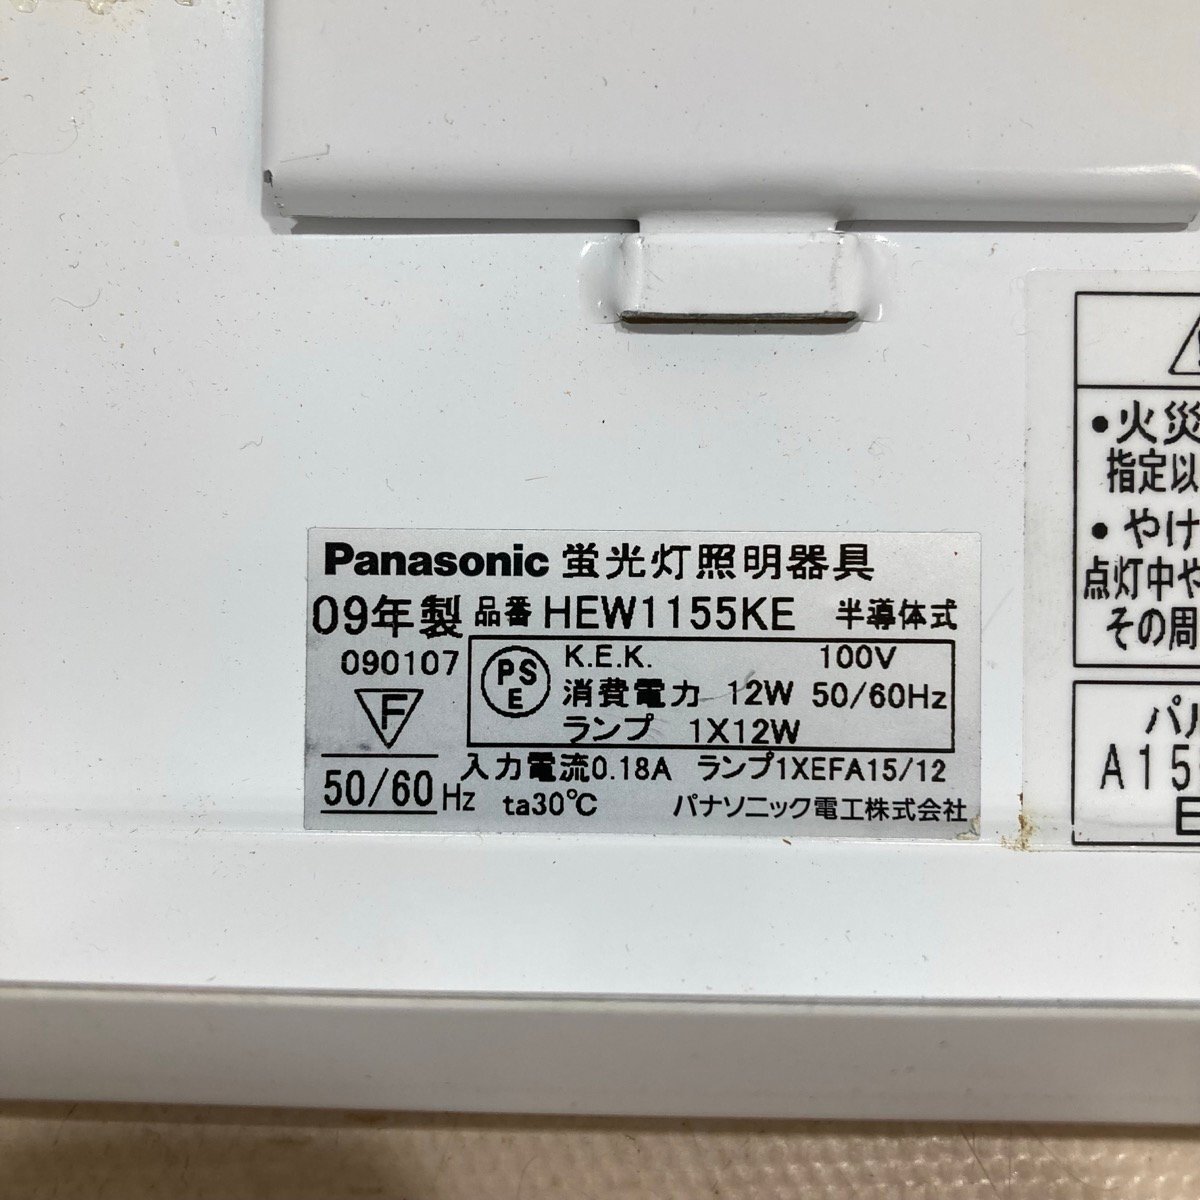 Panasonic 蛍光灯照明器具
09年製 品番 HEW1155KE 半導体式
090107
F
50/60Hz
PS
E
K.E.K. 100V
消費電力 12W 50/60Hz
ランプ 1X12W
入力電流0.18A ランプ1XEFA15/12
ta30℃ パナソニック電工株式会社
•火災
指定以
•やけ
点灯中や
その周
パル
A15
E